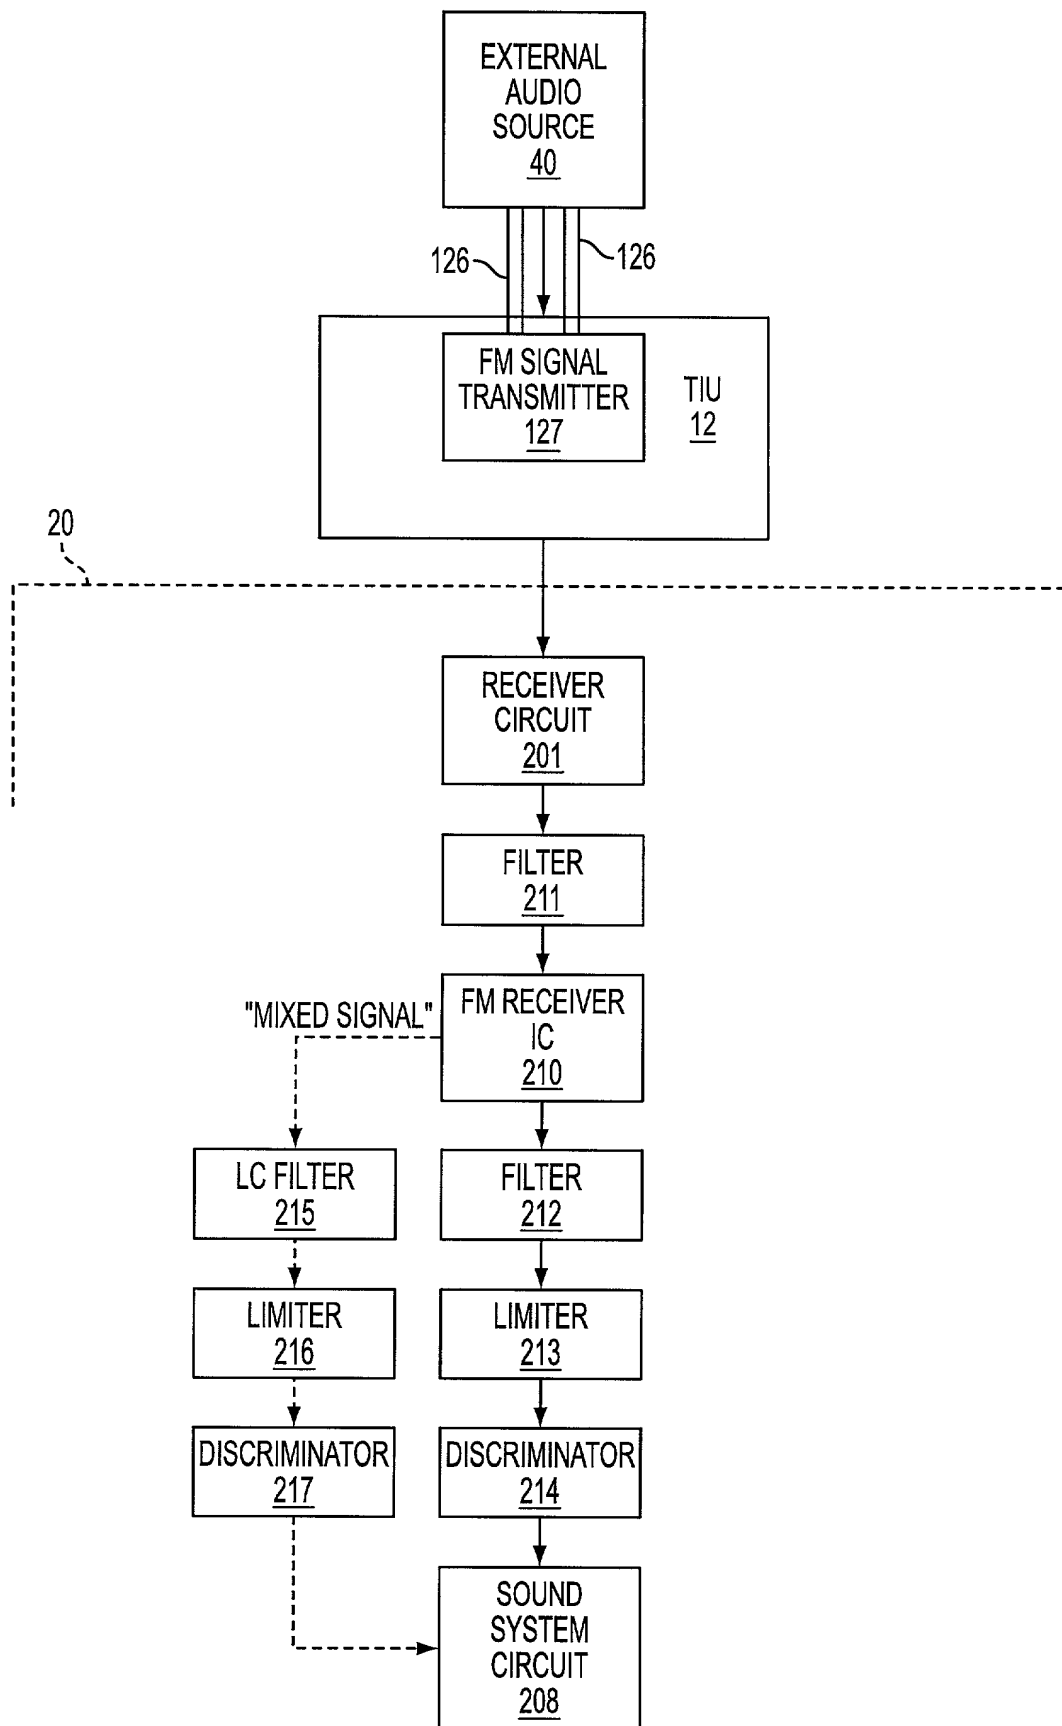 EXTERNAL
AUDIO
SOURCE
40
126
126
FM SIGNAL
TRANSMITTER
127
TIU
12
20
RECEIVER
CIRCUIT
201
FILTER
211
"MIXED SIGNAL"
FM RECEIVER
IC
210
LC FILTER
215
FILTER
212
LIMITER
216
LIMITER
213
DISCRIMINATOR
217
DISCRIMINATOR
214
SOUND
SYSTEM
CIRCUIT
208